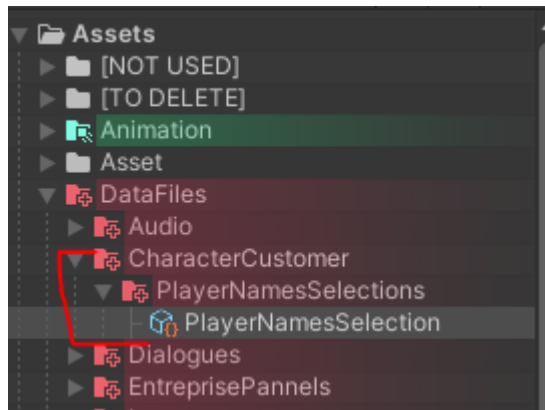 Assets
[NOT USED]
[TO DELETE]
Animation
Asset
DataFiles
Audio
CharacterCustomer
PlayerNamesSelections
PlayerNamesSelection
Dialogues
EntreprisePannels